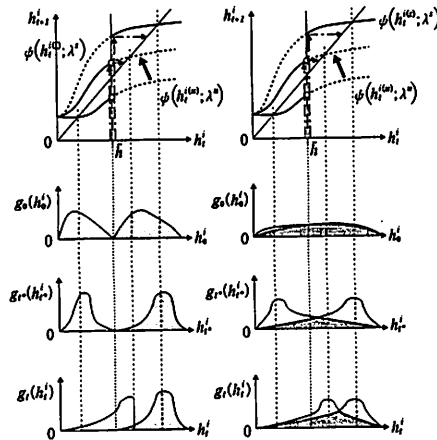 h^i_{t+1}
h^i_{t+1}
ψ(h^{i(s)}_t; λ^s)
ψ(h^{i(u)}_t; λ^u)
ψ(h^{i(u)}_t; λ^u)
0
h̄
h^i_t
0
h̄
h^i_t
g_0(h^i_0)
g_0(h^i_0)
0
h^i_0
0
h^i_0
g_{t*}(h^i_{t*})
g_{t*}(h^i_{t*})
0
h^i_{t*}
0
h^i_{t*}
g_t(h^i_t)
g_t(h^i_t)
0
h^i_t
0
h^i_t